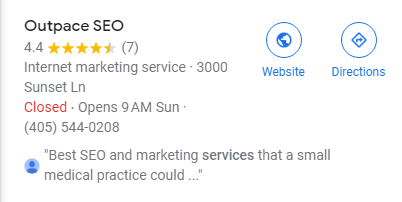 Outpace SEO
4.4 ★★★★★ (7)
Internet marketing service · 3000
Sunset Ln
Closed · Opens 9 AM Sun ·
(405) 544-0208
"Best SEO and marketing services that a small
medical practice could ..."
Website
Directions